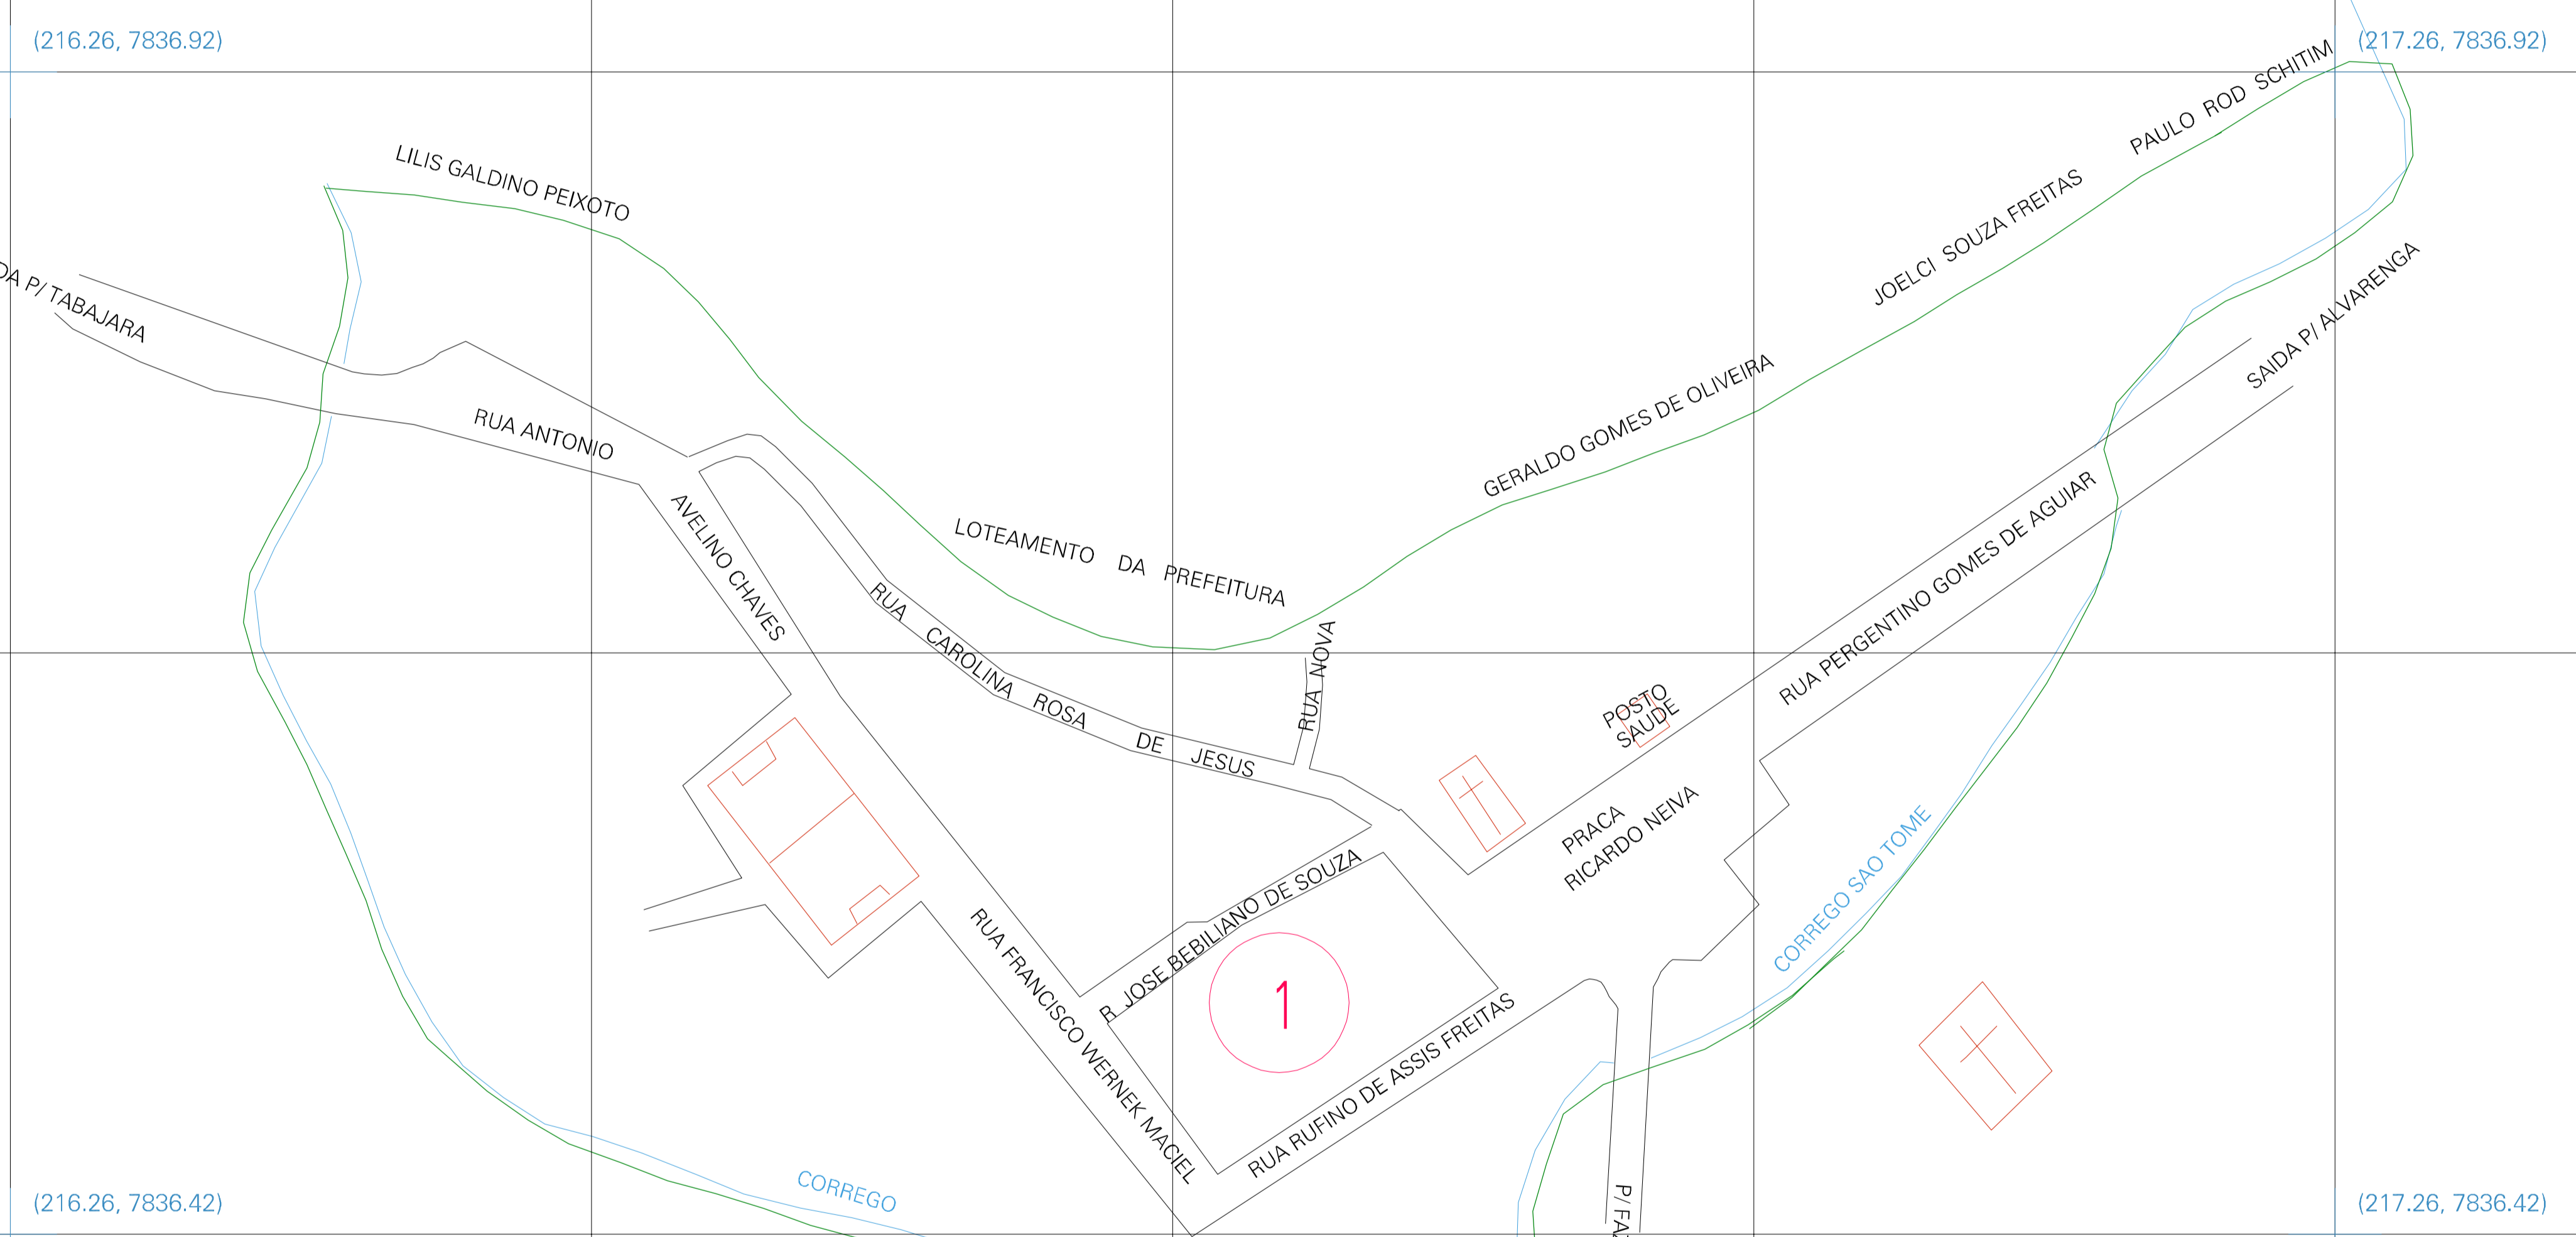 (216.26, 7836.92)
(217.26, 7836.92)
PAULO ROD SCHITIM
LILIS GALDINO PEIXOTO
JOELCI SOUZA FREITAS
DA P/ TABAJARA
SAIDA P/ ALVARENGA
GERALDO GOMES DE OLIVEIRA
RUA ANTONIO
AVELINO CHAVES
LOTEAMENTO DA PREFEITURA
RUA PERGENTINO GOMES DE AGUIAR
RUA CAROLINA ROSA DE JESUS
RUA NOVA
POSTO
SAUDE
PRACA
RICARDO NEIVA
CORREGO SAO TOME
R JOSE BEBILIANO DE SOUZA
RUA FRANCISCO WERNEK MACIEL
1
RUA RUFINO DE ASSIS FREITAS
CORREGO
P/ FAZ
(216.26, 7836.42)
(217.26, 7836.42)